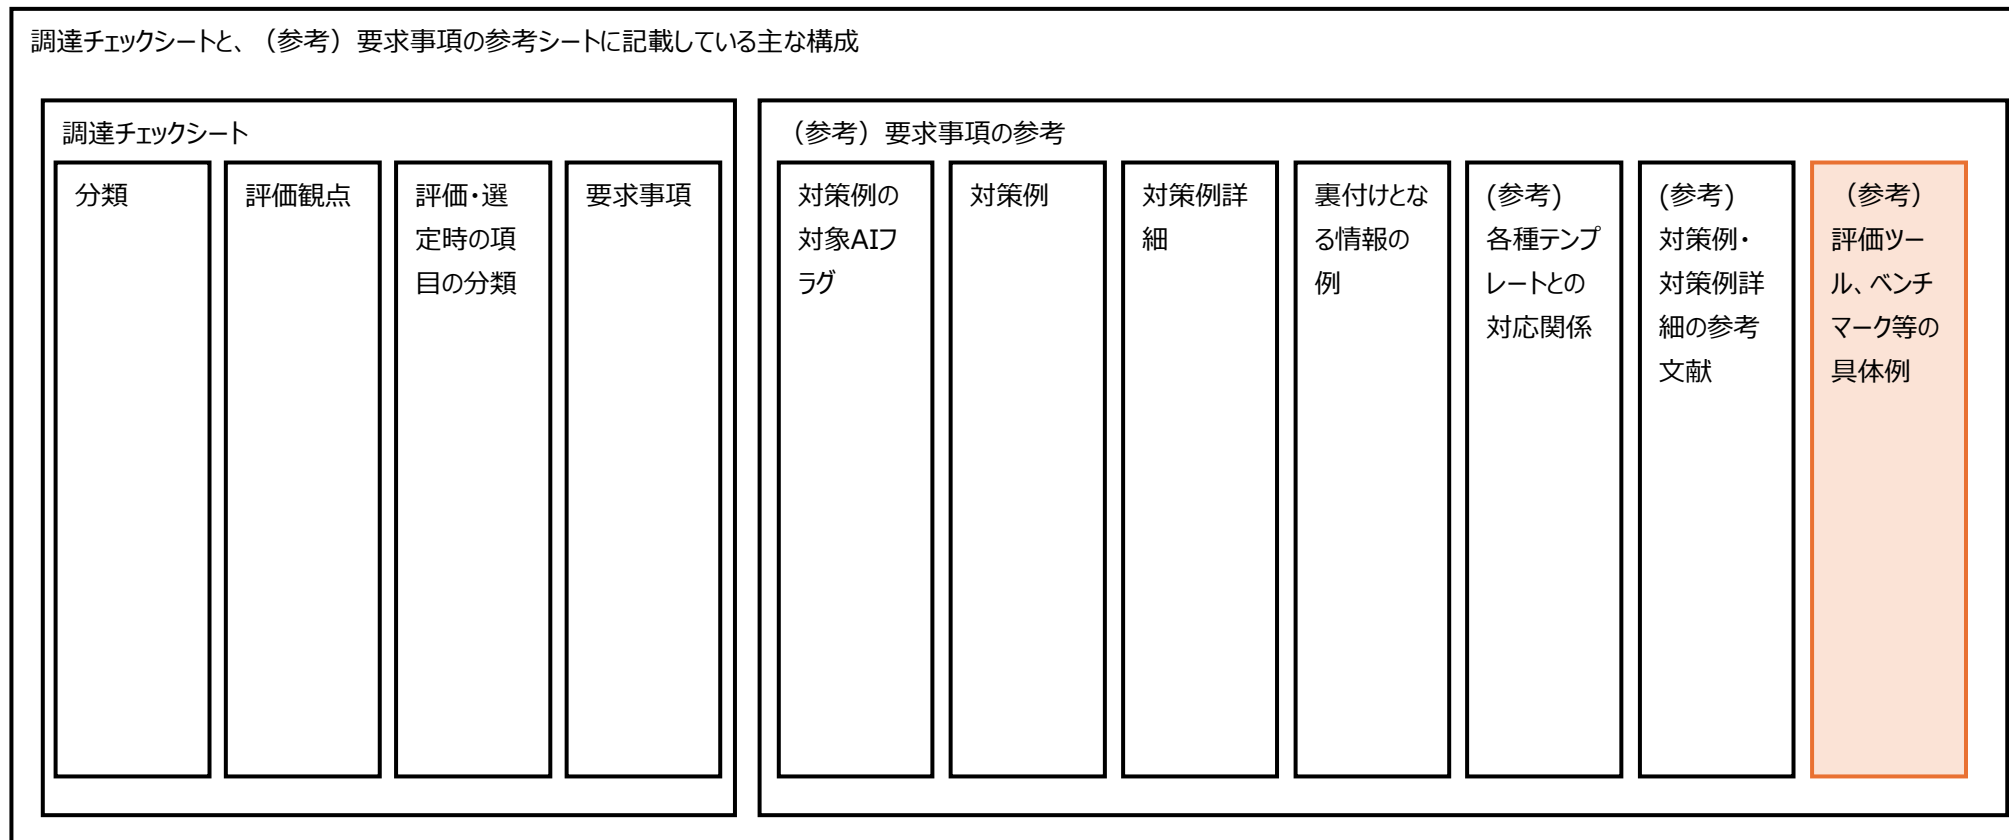 調達チェックシートと、（参考）要求事項の参考シートに記載している主な構成
調達チェックシート
分類
評価観点
評価・選
定時の項
目の分類
要求事項
（参考）要求事項の参考
対策例の
対象AIフ
ラグ
対策例
対策例詳
細
裏付けとな
る情報の
例
(参考)
各種テンプ
レートとの
対応関係
(参考)
対策例・
対策例詳
細の参考
文献
（参考）
評価ツー
ル、ベンチ
マーク等の
具体例